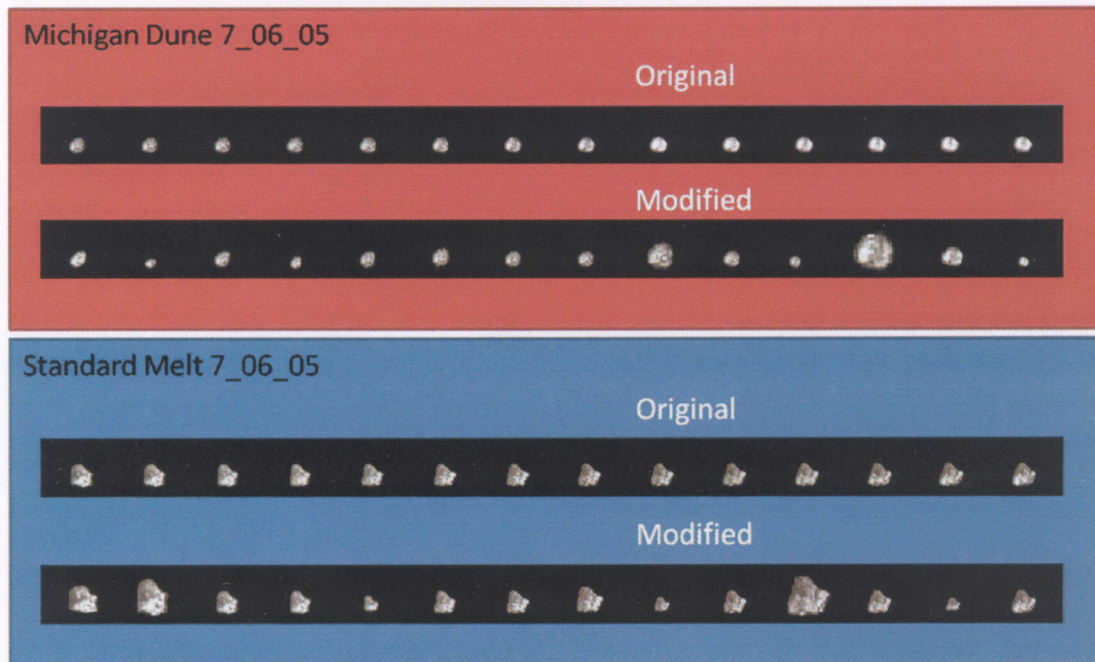 Michigan Dune 7_06_05
Original
Modified
Standard Melt 7_06_05
Original
Modified